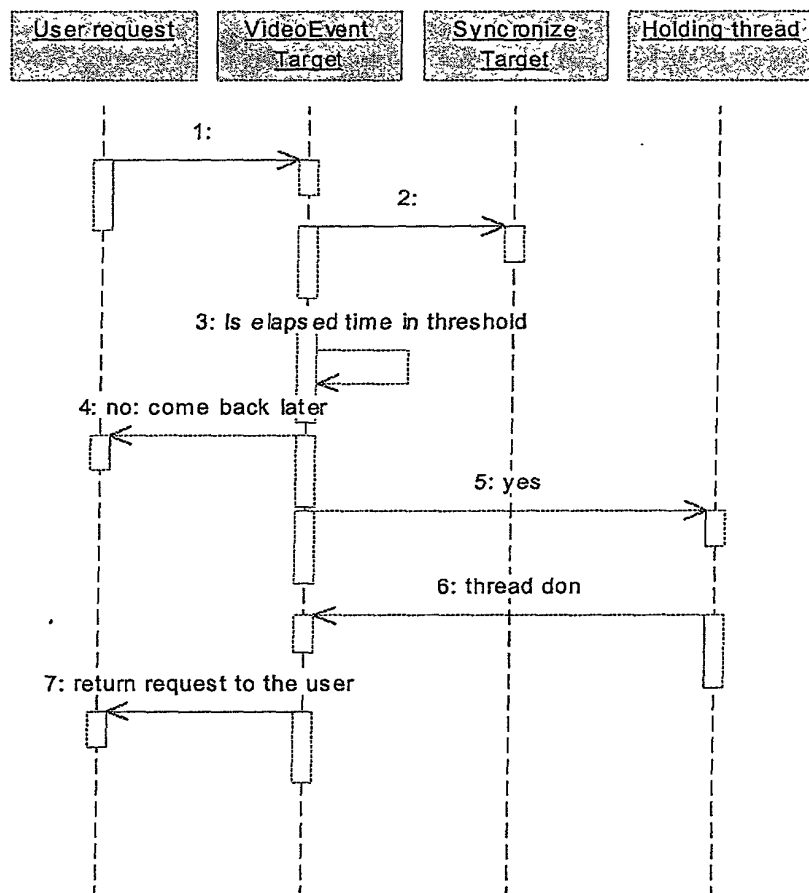 User request
VideoEvent
Target
Syncronize
Target
Holding-thread
1:
2:
3: Is elapsed time in threshold
4: no: come back later
5: yes
6: thread don
7: return request to the user